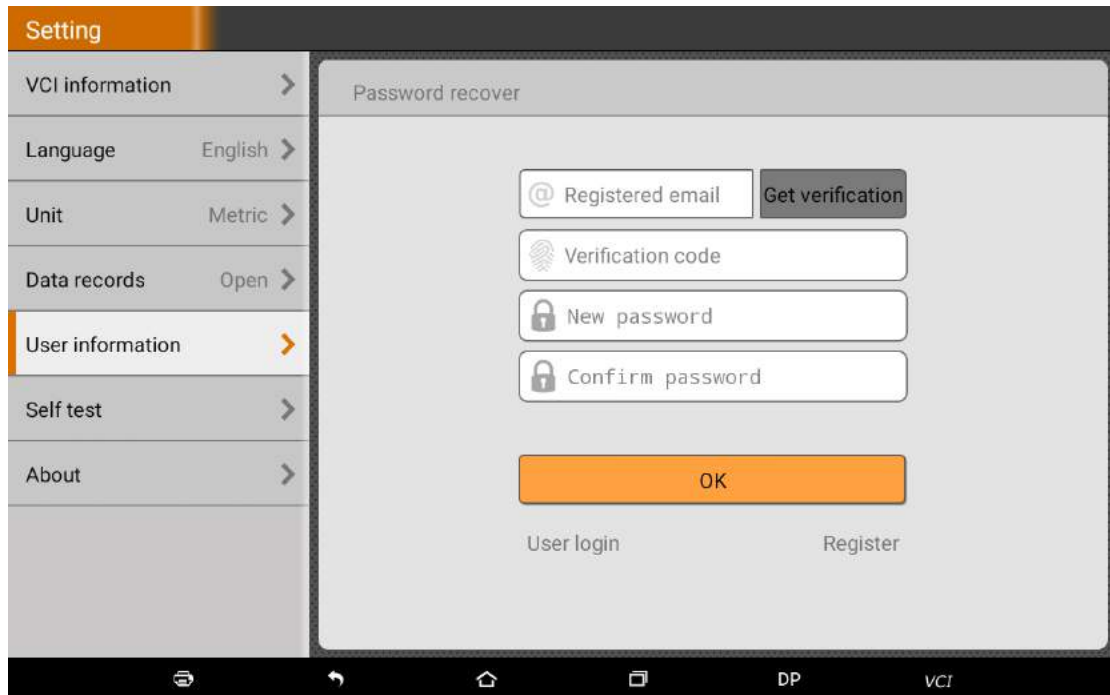 Setting
VCI information
Language English
Unit Metric
Data records Open
User information
Self test
About
Password recover
@ Registered email Get verification
Verification code
New password
Confirm password
OK
User login Register
DP VCI